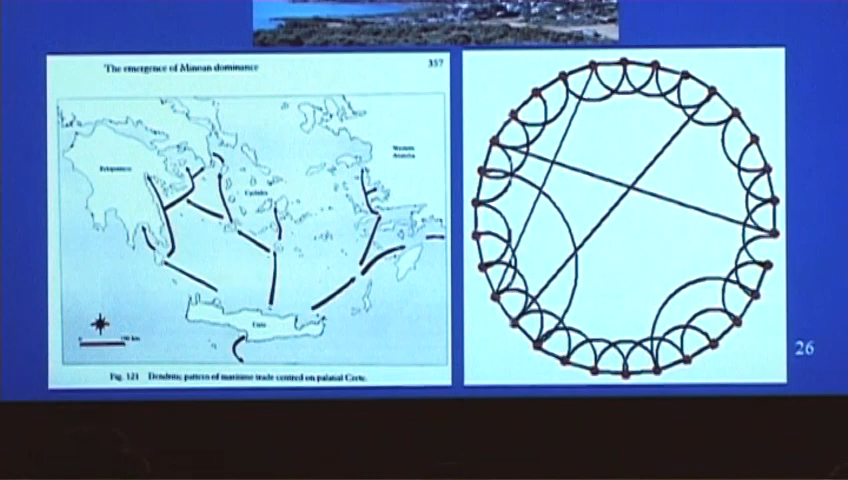 The emergence of Minoan dominance
357
Western
Anatolia
Peloponnese
Cyclades
Crete
100 km
26
Fig. 121 Dendritic pattern of maritime trade centred on palatial Crete.